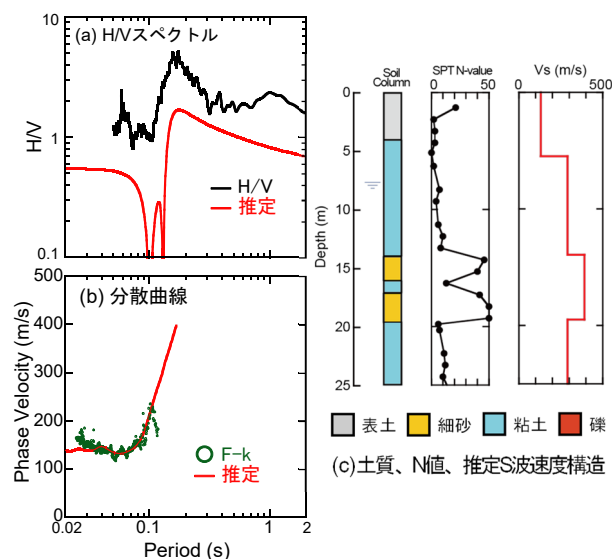 10
(a) H/Vスペクトル
1
H/V
H/V
推定
0.1
500
(b) 分散曲線
400
300
200
100
0
Phase Velocity (m/s)
F-k
推定
0.02
0.1
1
2
Period (s)
Soil
Column
SPT N-value
Vs (m/s)
0
50
0
500
0
5
10
15
20
25
Depth (m)
表土
細砂
粘土
礫
(c)土質、N値、推定S波速度構造